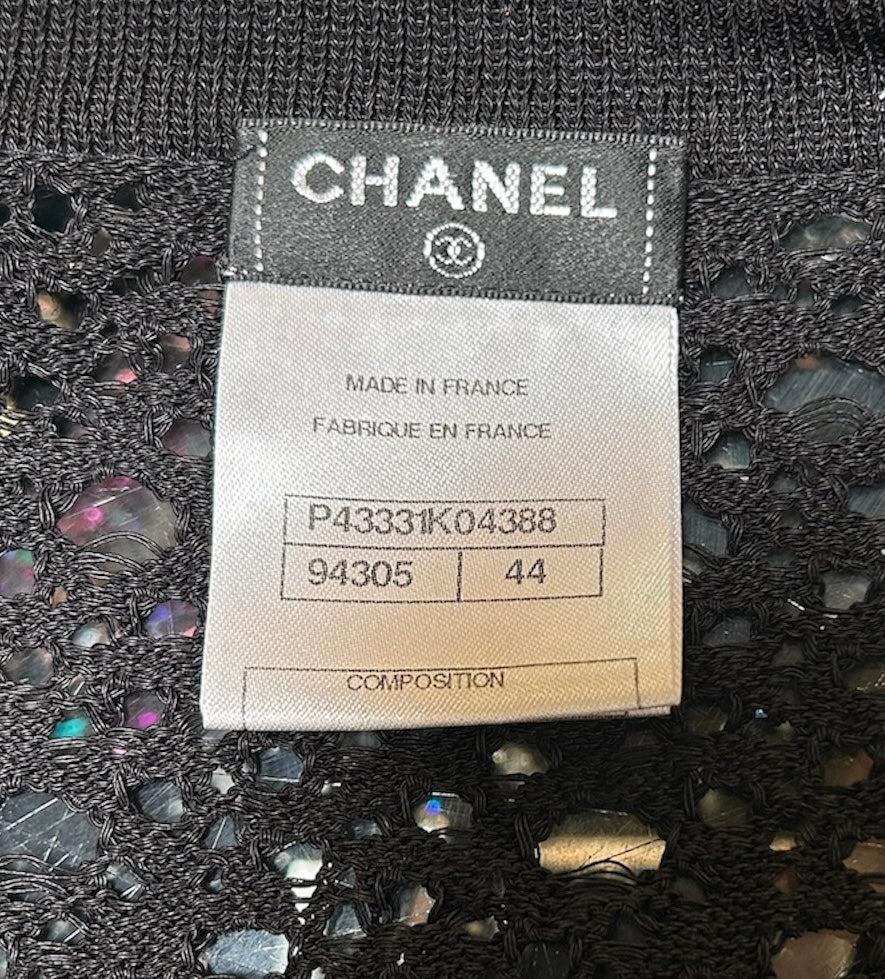 CHANEL
MADE IN FRANCE
FABRIQUE EN FRANCE
P43331K04388
94305 44
COMPOSITION